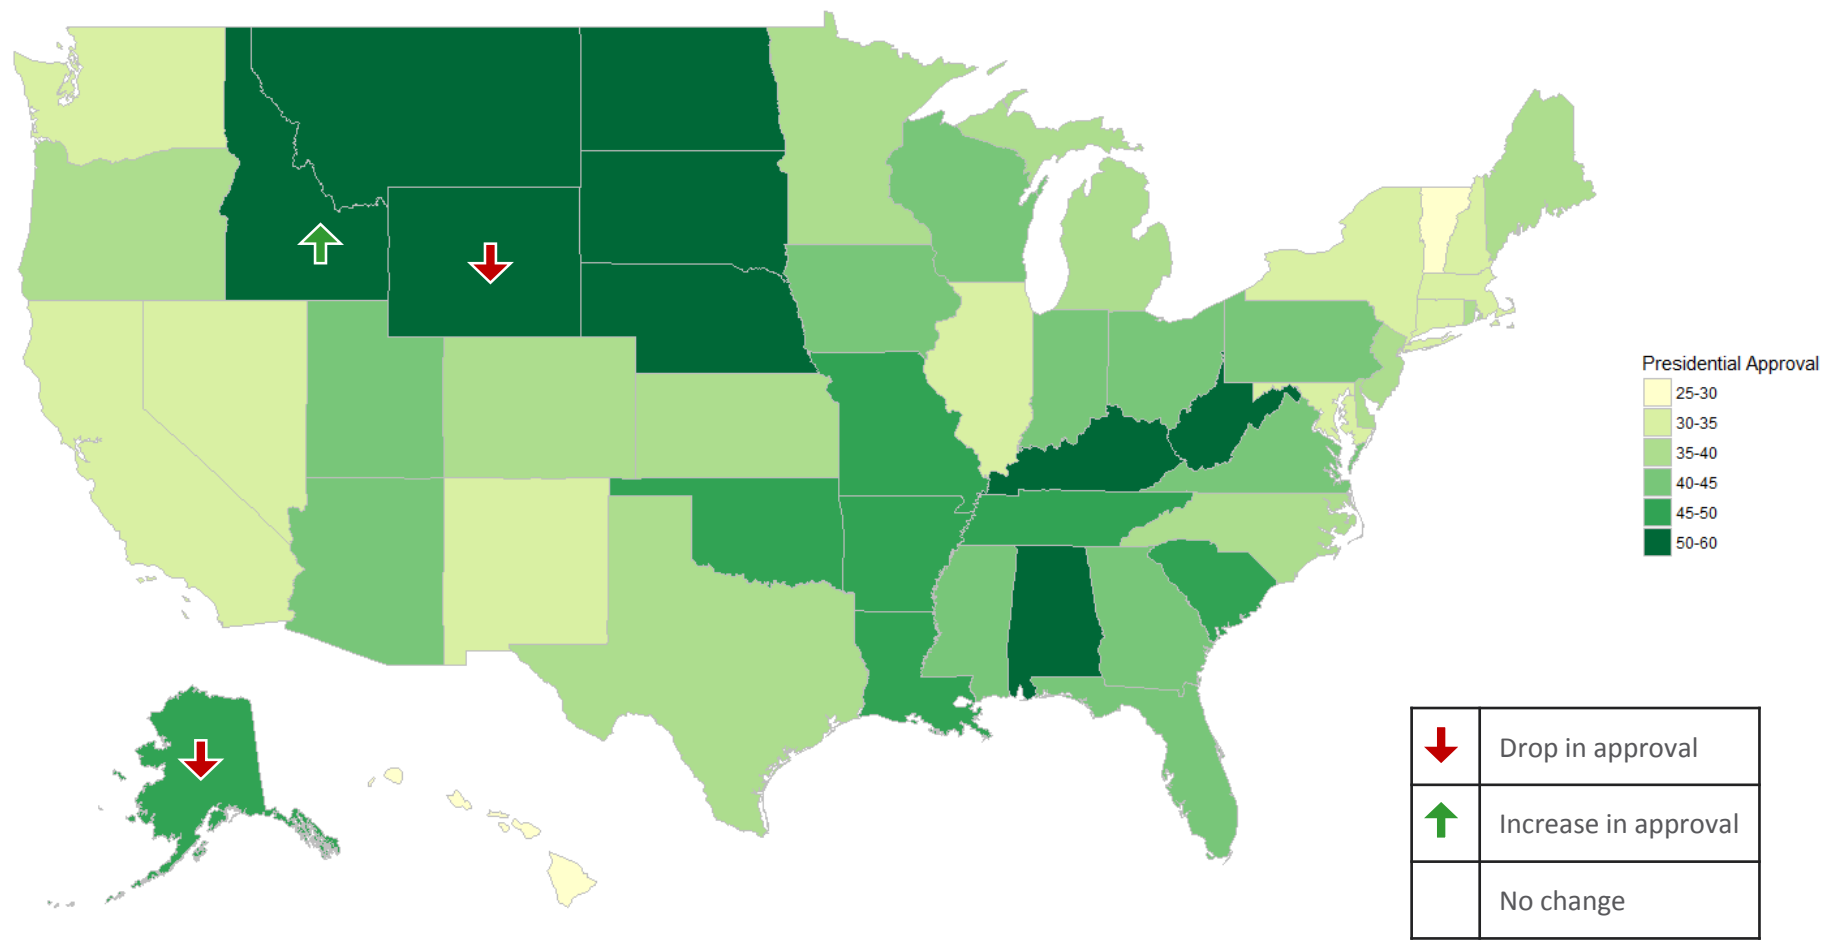 Presidential Approval
25-30
30-35
35-40
40-45
45-50
50-60
Drop in approval
Increase in approval
No change